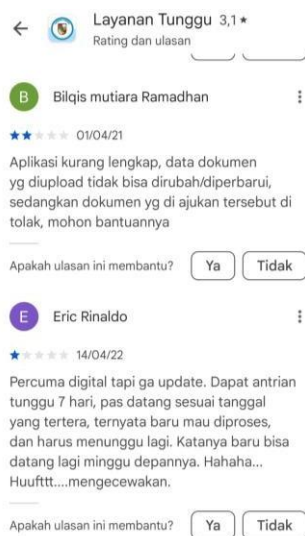 Layanan Tunggu 3,1★
Rating dan ulasan
B Bilqis mutiara Ramadhan
01/04/21
Aplikasi kurang lengkap, data dokumen
yg diupload tidak bisa dirubah/diperbarui,
sedangkan dokumen yg di ajukan tersebut di
tolak, mohon bantuannya
Apakah ulasan ini membantu? Ya Tidak
E Eric Rinaldo
14/04/22
Percuma digital tapi ga update. Dapat antrian
tunggu 7 hari, pas datang sesuai tanggal
yang tertera, ternyata baru mau diproses,
dan harus menunggu lagi. Katanya baru bisa
datang lagi minggu depannya. Hahaha...
Huufttt....mengecewakan.
Apakah ulasan ini membantu? Ya Tidak